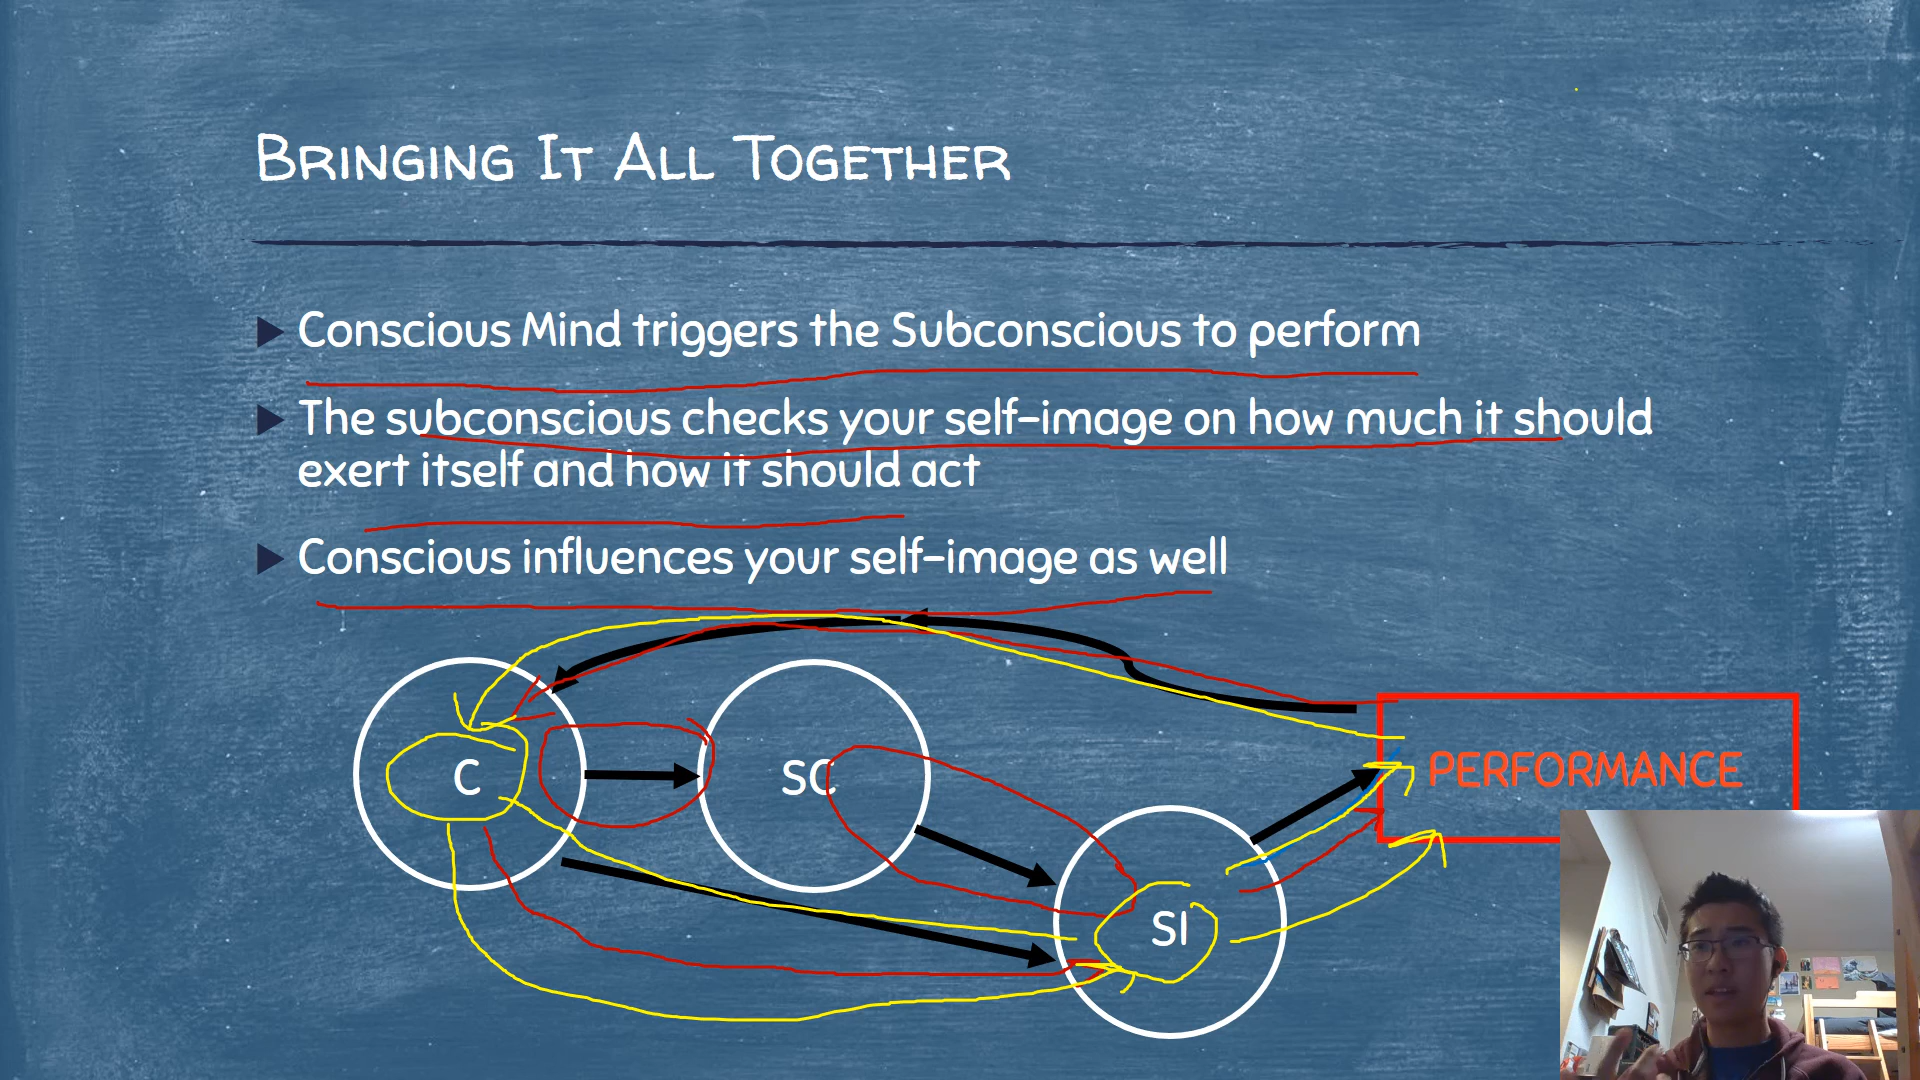 Bringing It All Together
Conscious Mind triggers the Subconscious to perform
The subconscious checks your self-image on how much it should
exert itself and how it should act
Conscious influences your self-image as well
C
SC
PERFORMANCE
SI